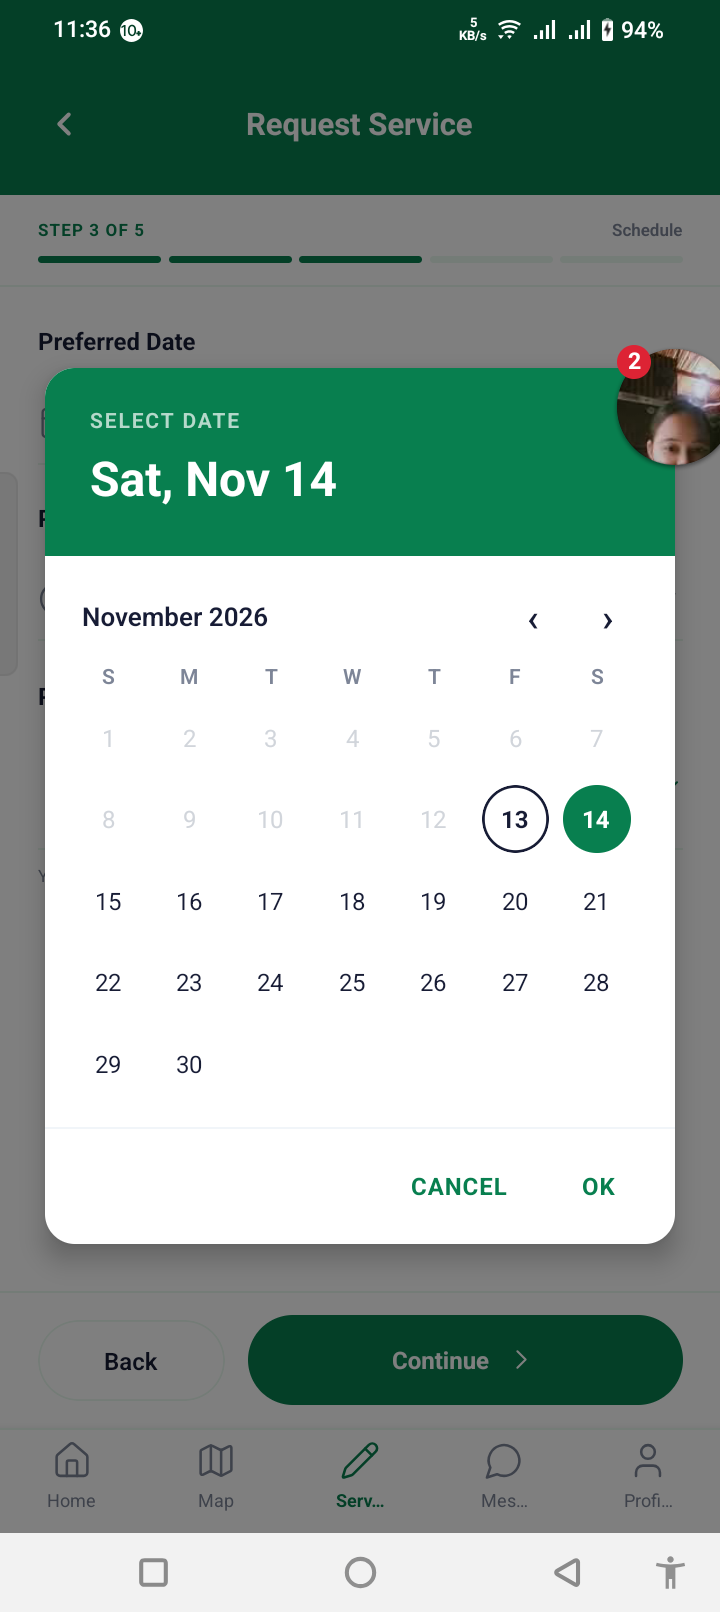 11:36 10+ 5 KB/s 94%
Request Service
STEP 3 OF 5 Schedule
Preferred Date
2
SELECT DATE
Sat, Nov 14
November 2026
S M T W T F S
1 2 3 4 5 6 7
8 9 10 11 12 13 14
15 16 17 18 19 20 21
22 23 24 25 26 27 28
29 30
CANCEL OK
Back Continue
Home Map Serv... Mes... Profi...